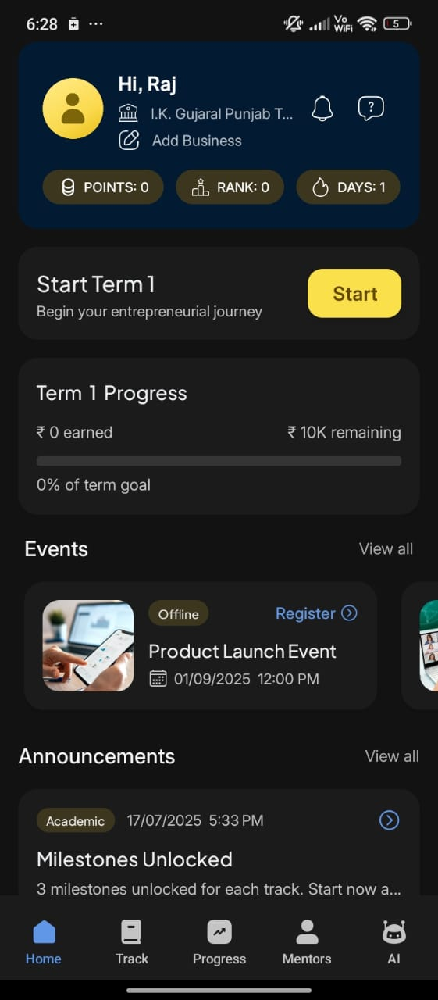 6:28
Vo
WiFi
5
Hi, Raj
I.K. Gujaral Punjab T...
?
Add Business
POINTS: 0
RANK: 0
DAYS: 1
Start Term 1
Begin your entrepreneurial journey
Start
Term 1 Progress
₹ 0 earned
₹ 10K remaining
0% of term goal
Events
View all
Offline
Register
Product Launch Event
01/09/2025 12:00 PM
Announcements
View all
Academic
17/07/2025 5:33 PM
Milestones Unlocked
3 milestones unlocked for each track. Start now a...
Home
Track
Progress
Mentors
AI